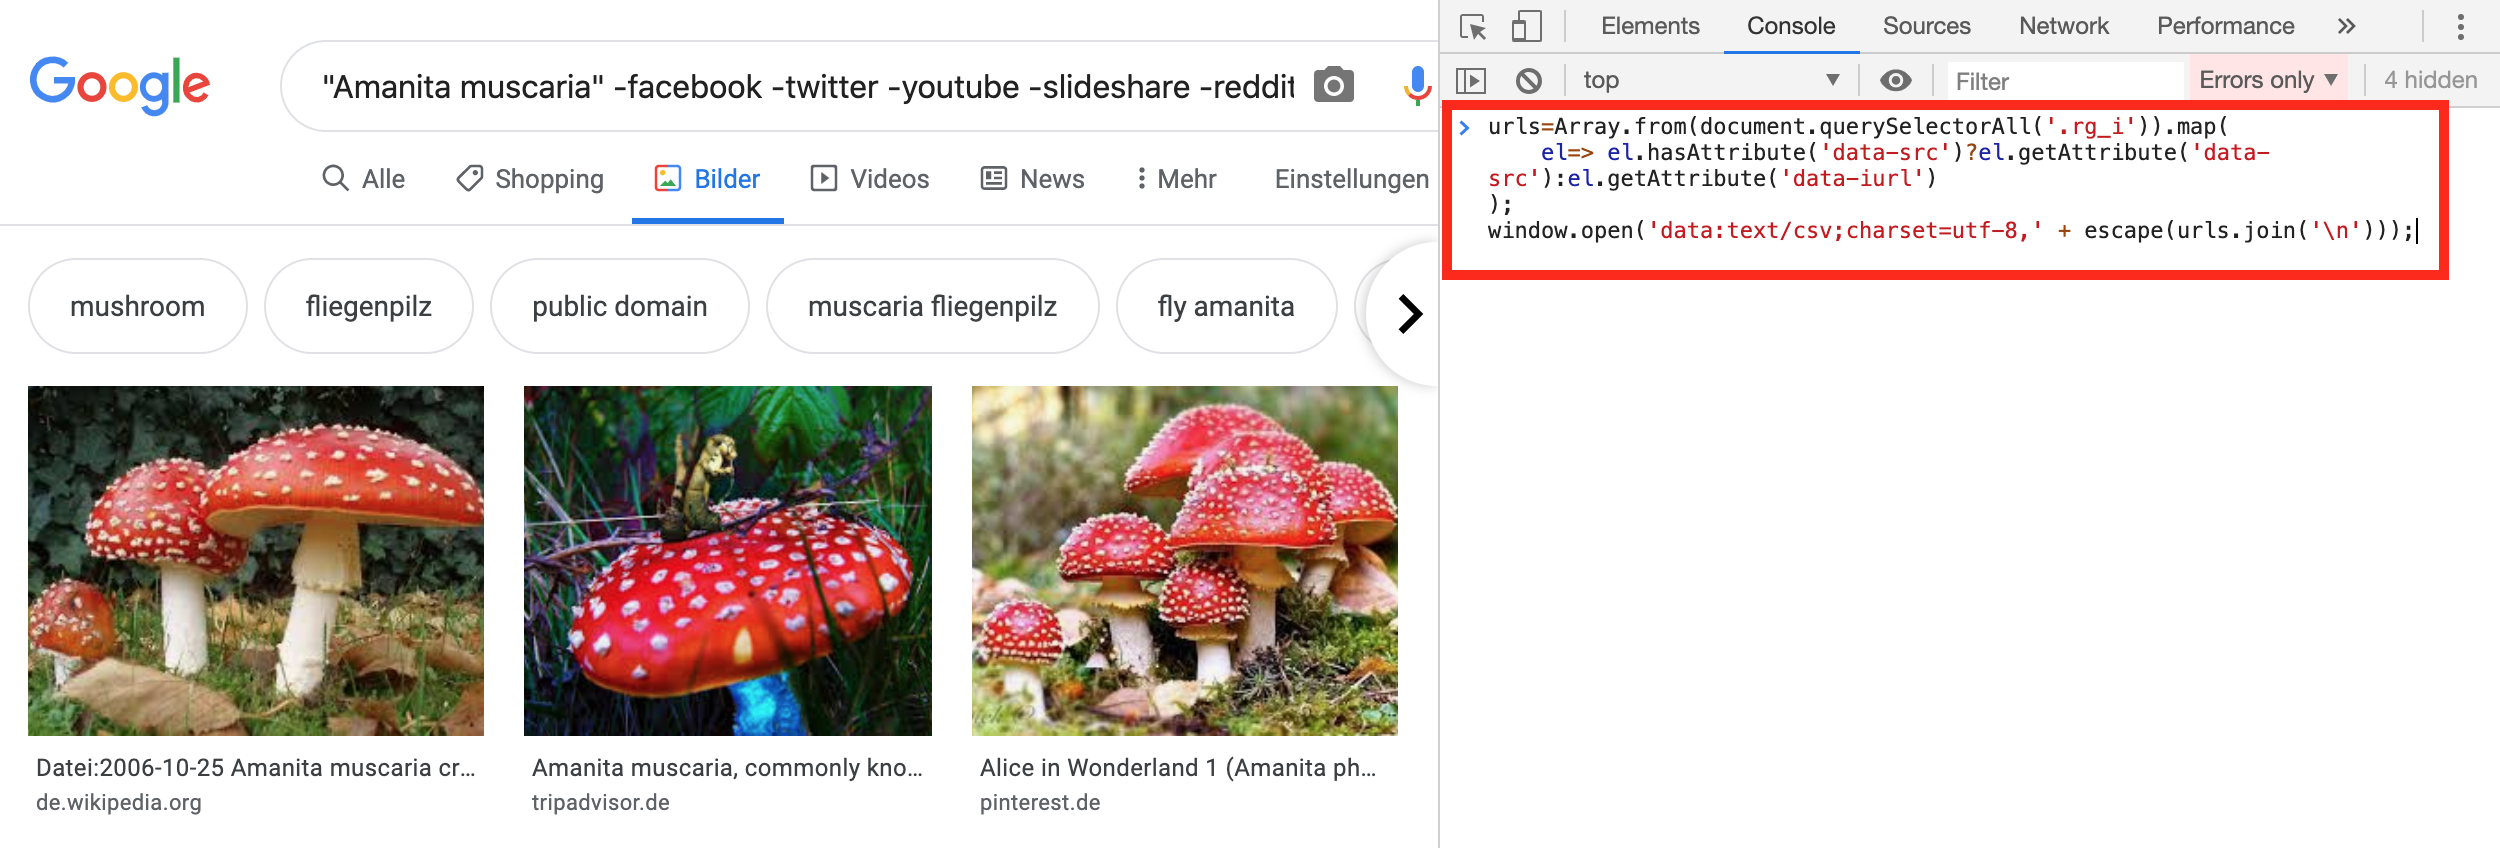 Google
"Amanita muscaria" -facebook -twitter -youtube -slideshare -reddit
Alle
Shopping
Bilder
Videos
News
Mehr
Einstellungen
mushroom
fliegenpilz
public domain
muscaria fliegenpilz
fly amanita
Datei:2006-10-25 Amanita muscaria cr...
de.wikipedia.org
Amanita muscaria, commonly kno...
tripadvisor.de
Alice in Wonderland 1 (Amanita ph...
pinterest.de
Elements Console Sources Network Performance »
top
Filter
Errors only
4 hidden
> urls=Array.from(document.querySelectorAll('.rg_i')).map(
el=> el.hasAttribute('data-src')?el.getAttribute('data-
src'):el.getAttribute('data-iurl')
);
window.open('data:text/csv;charset=utf-8,' + escape(urls.join('\n')));